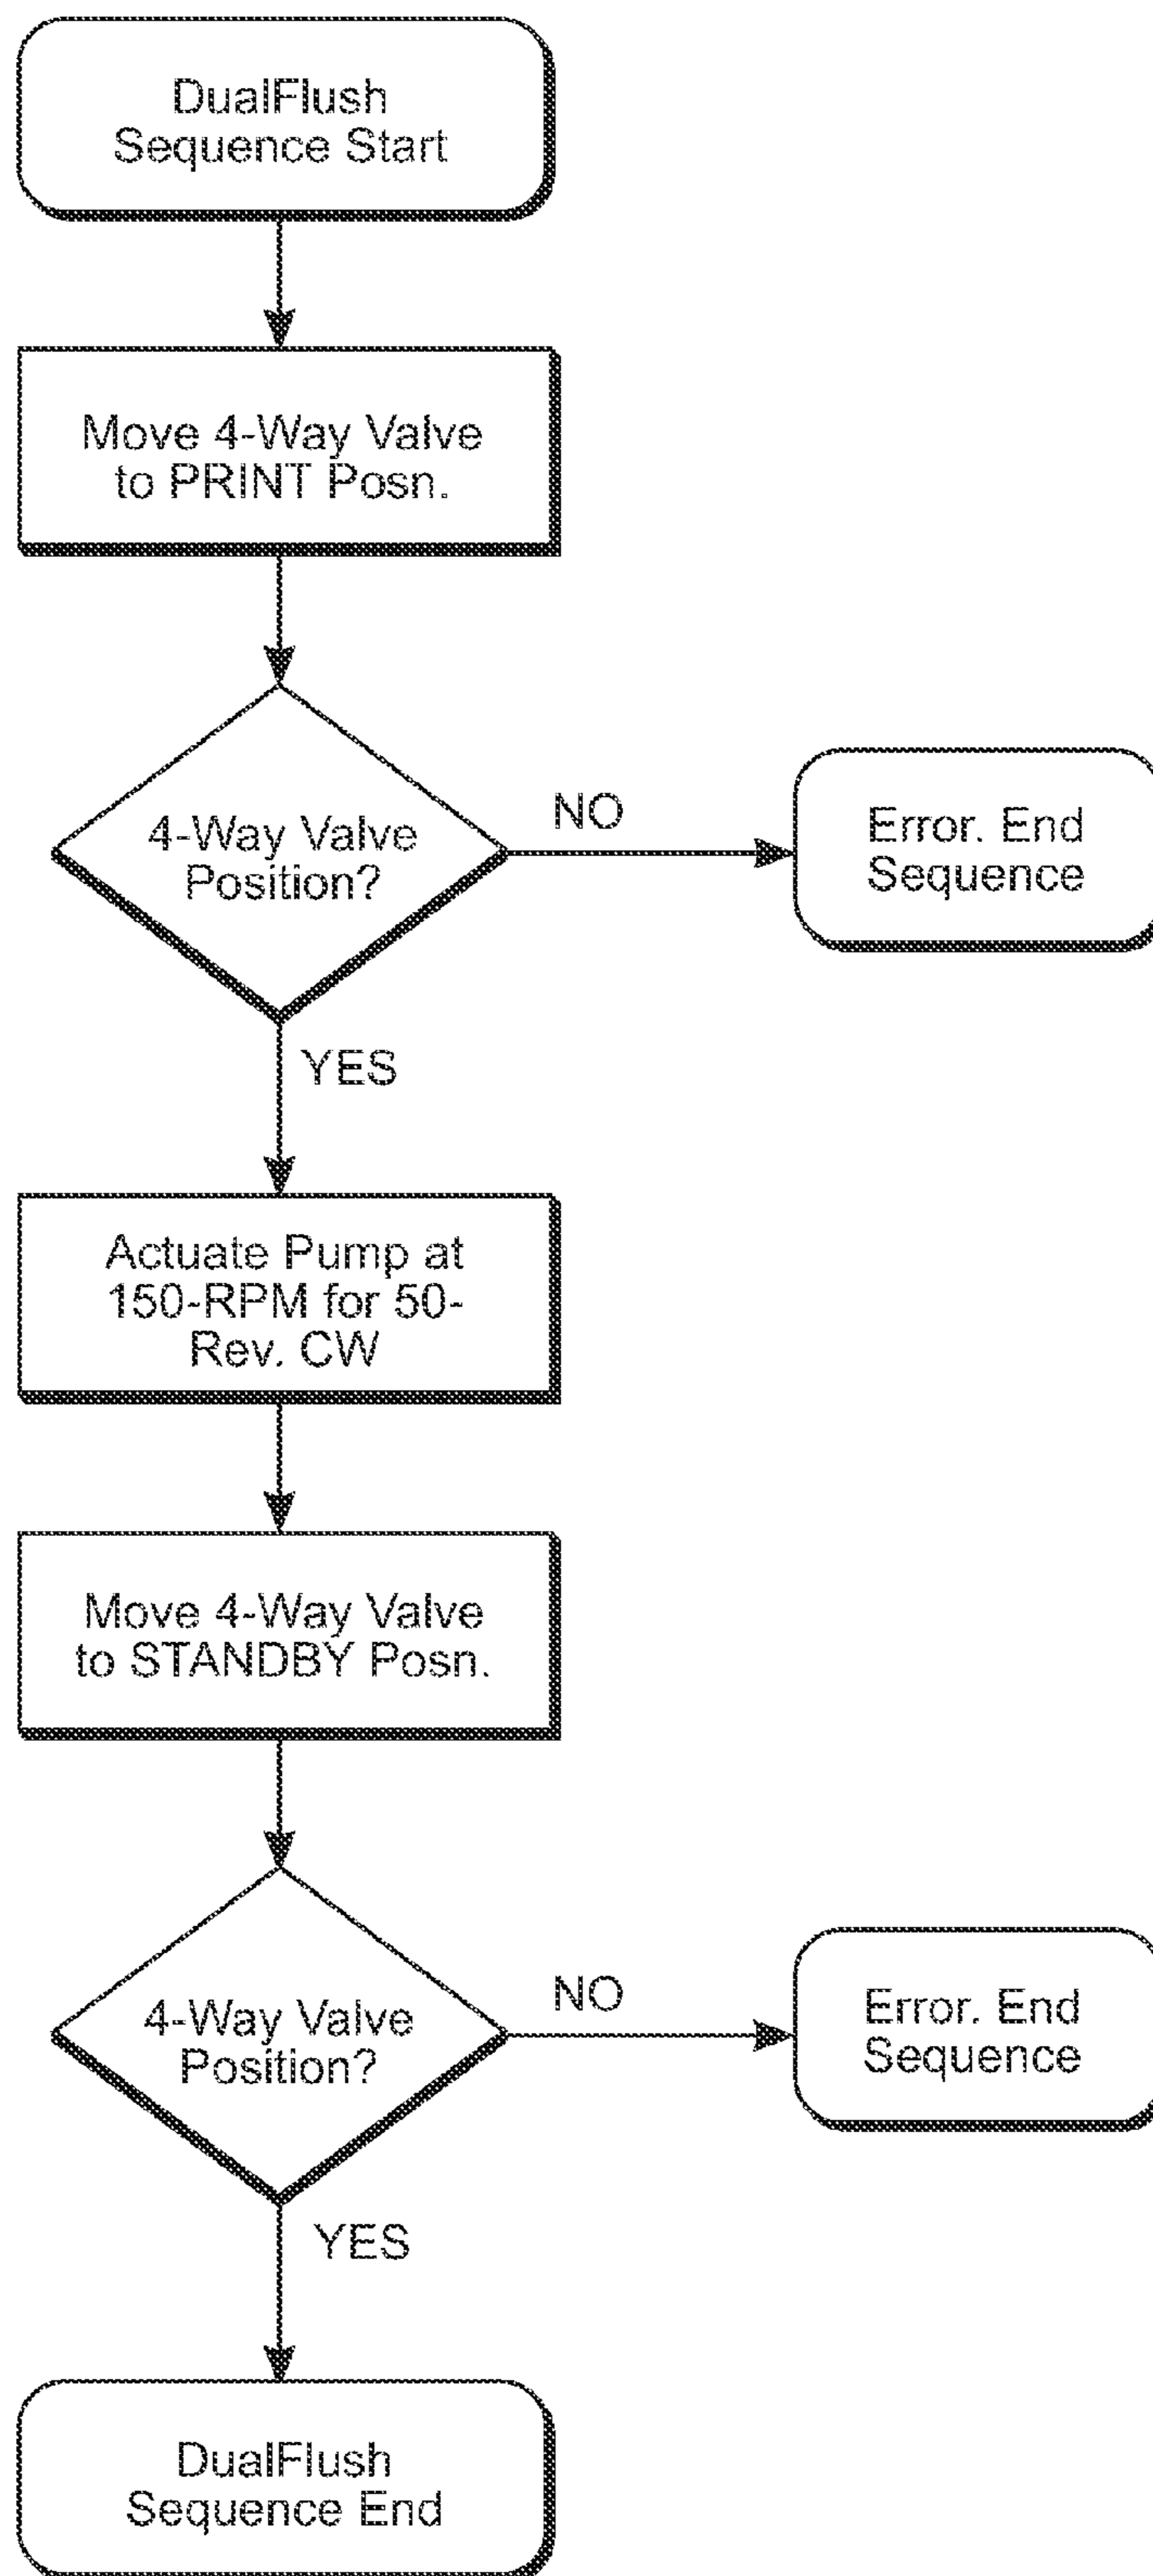 DualFlush
Sequence Start
Move 4-Way Valve
to PRINT Posn.
4-Way Valve
Position?
NO
Error. End
Sequence
YES
Actuate Pump at
150-RPM for 50-
Rev. CW
Move 4-Way Valve
to STANDBY Posn.
4-Way Valve
Position?
NO
Error. End
Sequence
YES
DualFlush
Sequence End